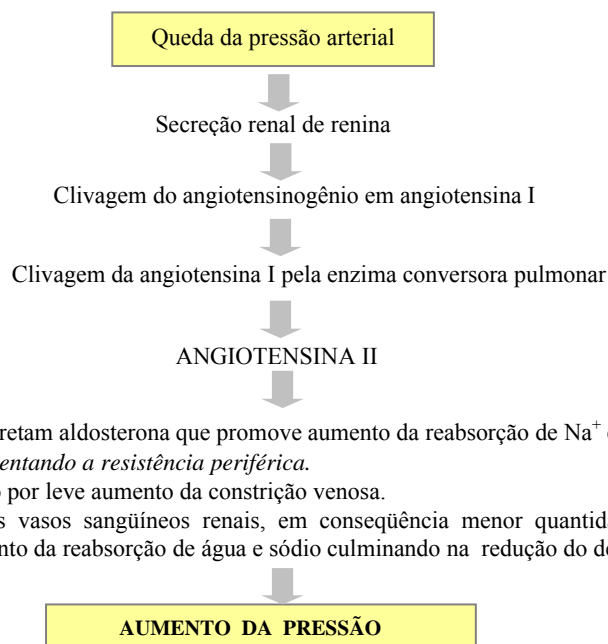 Queda da pressão arterial
Secreção renal de renina
Clivagem do angiotensinogênio em angiotensina I
Clivagem da angiotensina I pela enzima conversora pulmonar
ANGIOTENSINA II
retam aldosterona que promove aumento da reabsorção de Na⁺
entando a resistência periférica.
por leve aumento da constrição venosa.
s vasos sangüíneos renais, em conseqüência menor quantida
nto da reabsorção de água e sódio culminando na redução do d
AUMENTO DA PRESSÃO